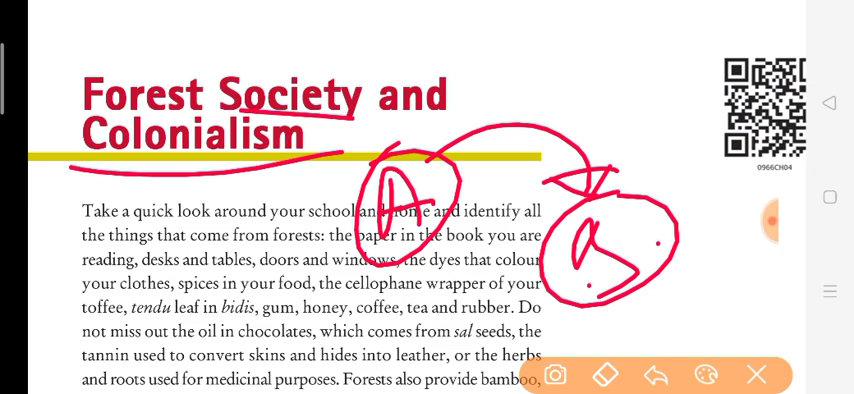 Forest Society and
Colonialism
0966CH04
A
Take a quick look around your school and home and identify all
the things that come from forests: the paper in the book you are
reading, desks and tables, doors and windows, the dyes that colour
your clothes, spices in your food, the cellophane wrapper of your
toffee, tendu leaf in bidis, gum, honey, coffee, tea and rubber. Do
not miss out the oil in chocolates, which comes from sal seeds, the
tannin used to convert skins and hides into leather, or the herbs
and roots used for medicinal purposes. Forests also provide bamboo,